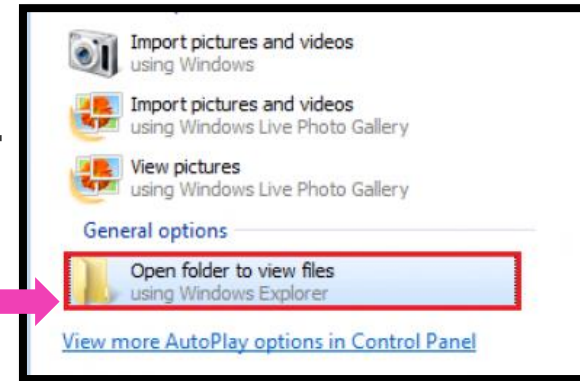 Import pictures and videos
using Windows
Import pictures and videos
using Windows Live Photo Gallery
View pictures
using Windows Live Photo Gallery
General options
Open folder to view files
using Windows Explorer
View more AutoPlay options in Control Panel